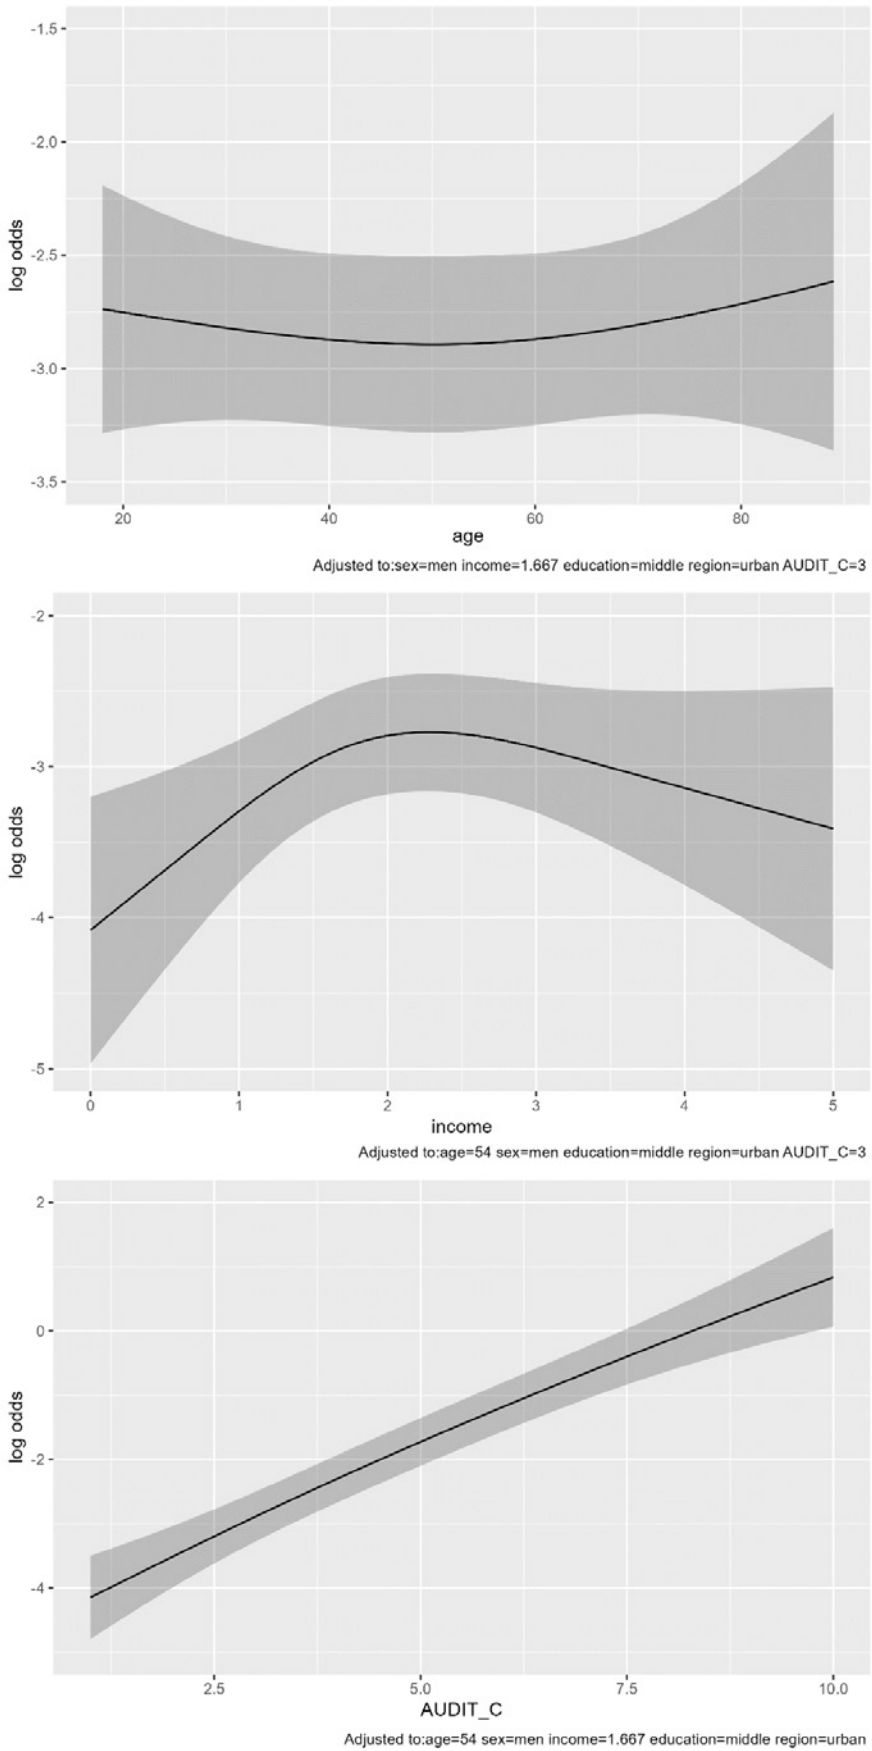 -1.5
-2.0
-2.5
-3.0
-3.5
log odds
20 40 60 80
age
Adjusted to:sex=men income=1.667 education=middle region=urban AUDIT_C=3
-2
-3
-4
-5
log odds
0 1 2 3 4 5
income
Adjusted to:age=54 sex=men education=middle region=urban AUDIT_C=3
2
0
-2
-4
log odds
2.5 5.0 7.5 10.0
AUDIT_C
Adjusted to:age=54 sex=men income=1.667 education=middle region=urban